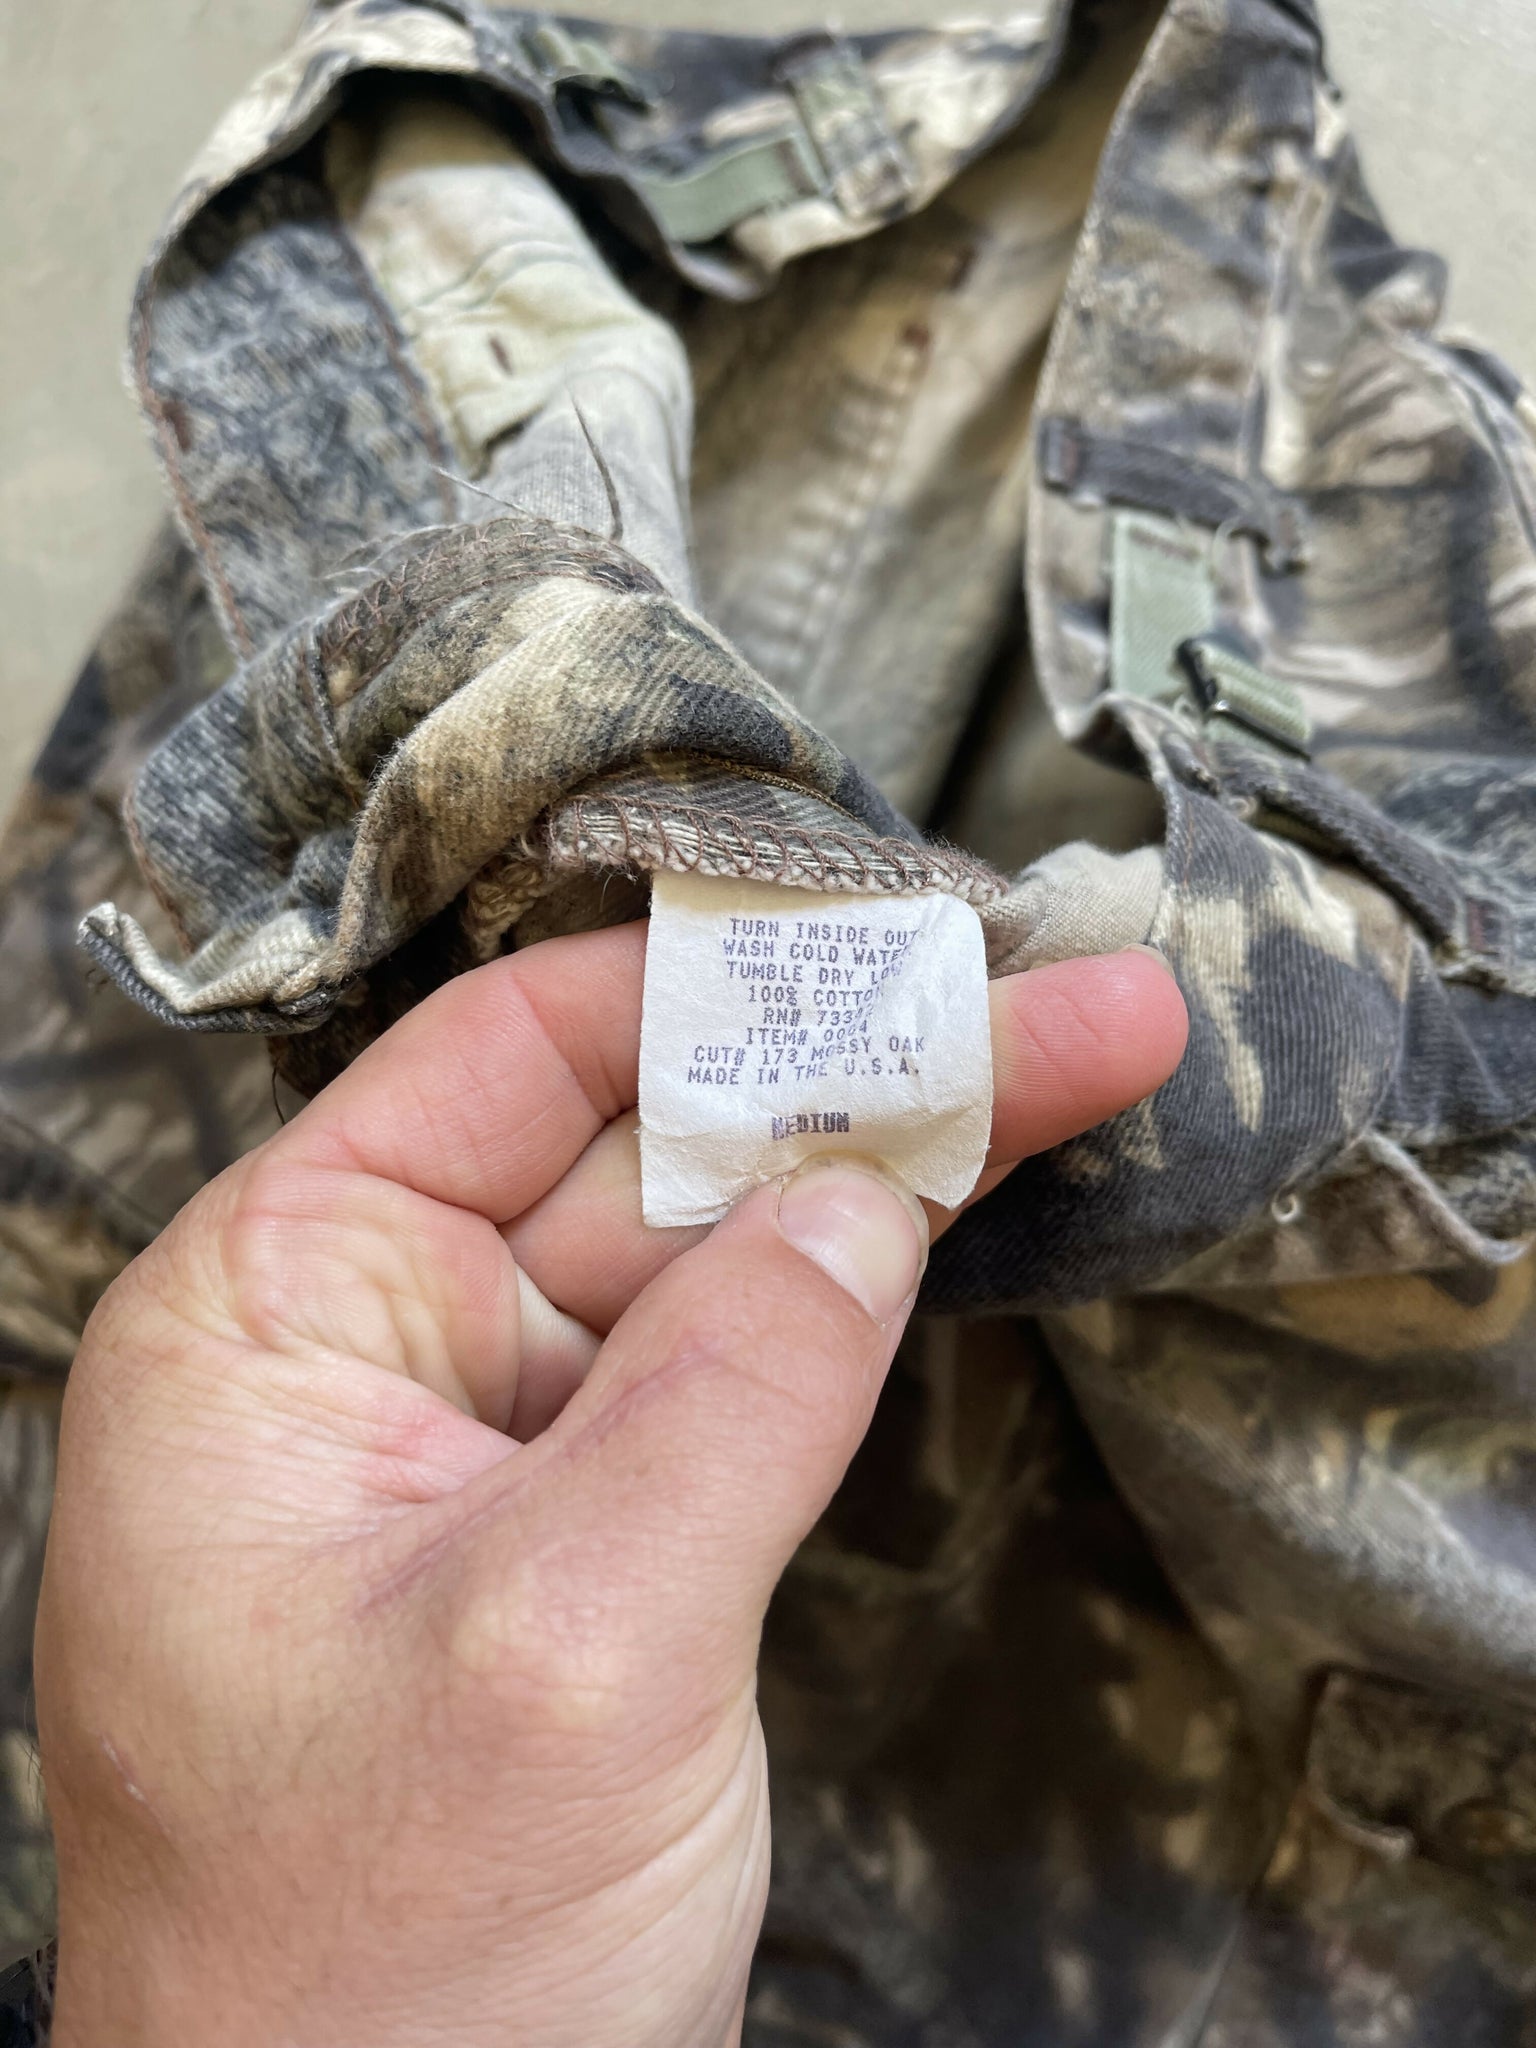 TURN INSIDE OUT
WASH COLD WATER
TUMBLE DRY LOW
100% COTTON
RN#
ITEM# 0004
CUT# 173 MOSSY OAK
MADE IN THE U.S.A.
MEDIUM